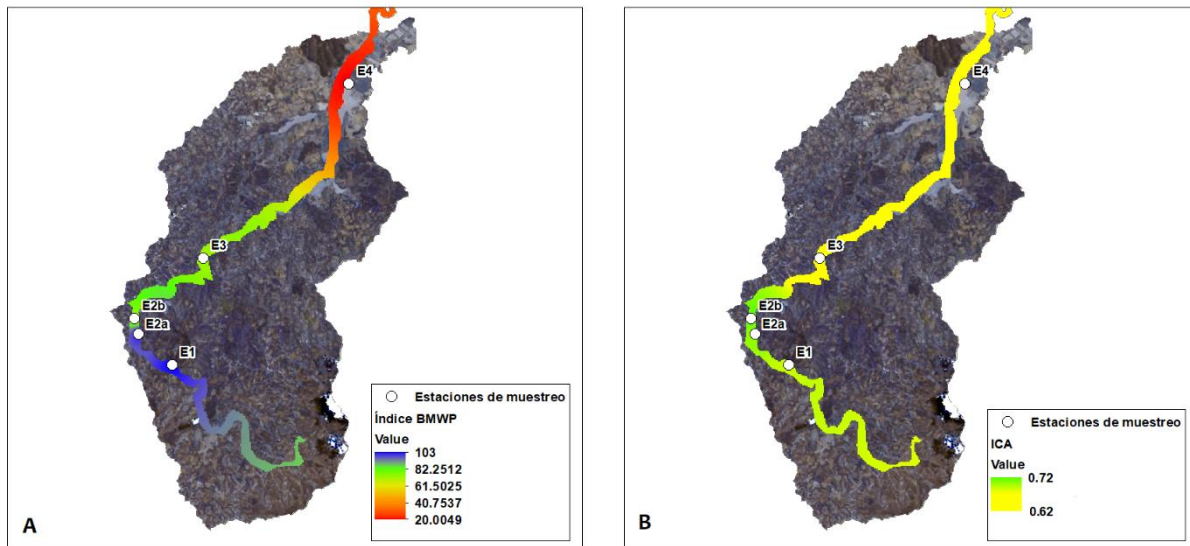 E4
E3
E2b
E2a
E1
Estaciones de muestreo
Índice BMWP
Value
103
82.2512
61.5025
40.7537
20.0049
A
E4
E3
E2b
E2a
E1
Estaciones de muestreo
ICA
Value
0.72
0.62
B